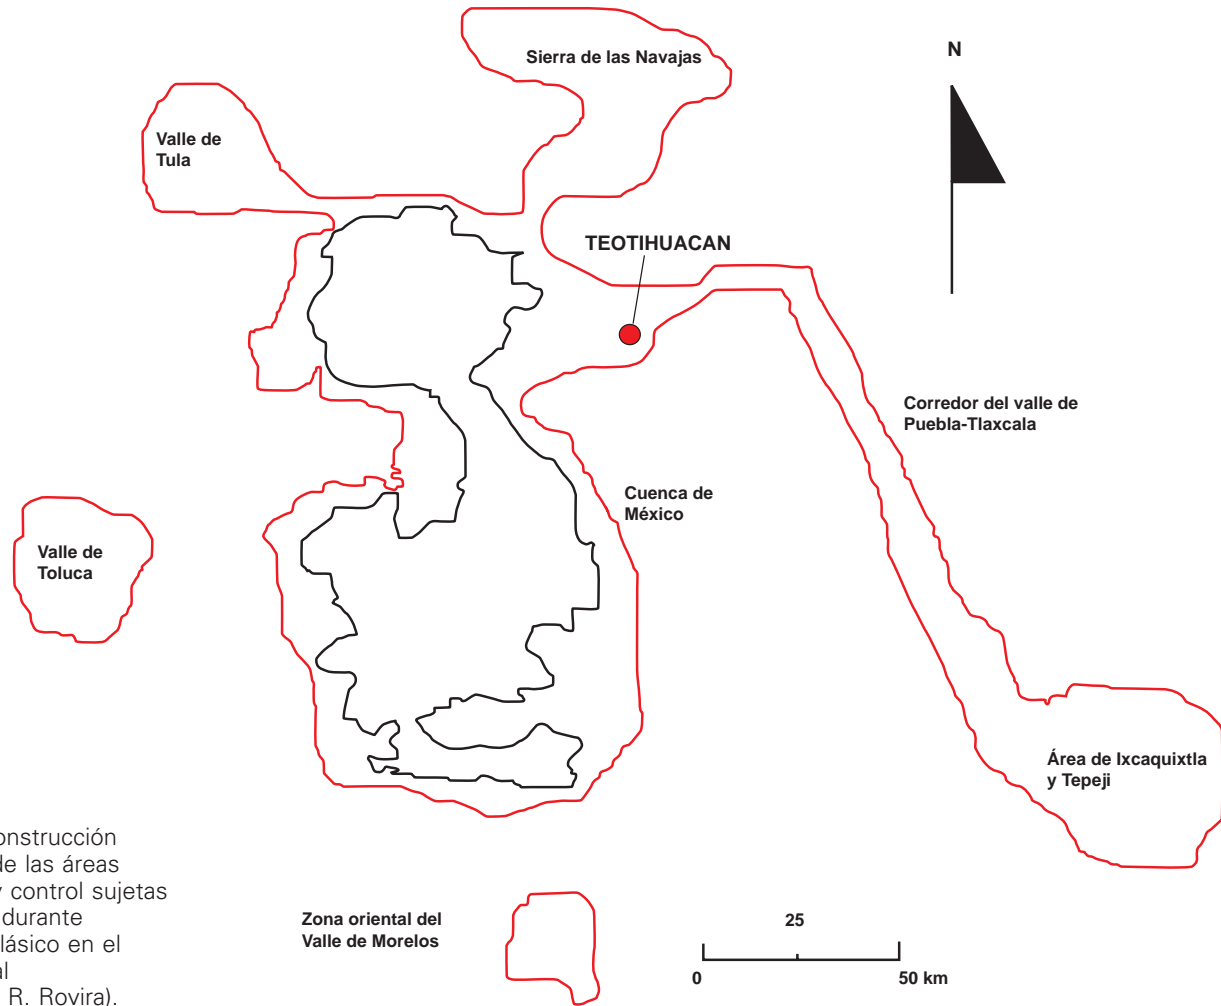 Sierra de las Navajas
N
Valle de
Tula
TEOTIHUACAN
Corredor del valle de
Puebla-Tlaxcala
Cuenca de
México
Valle de
Toluca
Área de Ixcaquixtla
y Tepeji
onstrucción
de las áreas
y control sujetas
durante
lásico en el
al
R. Rovira).
Zona oriental del
Valle de Morelos
25
0
50 km